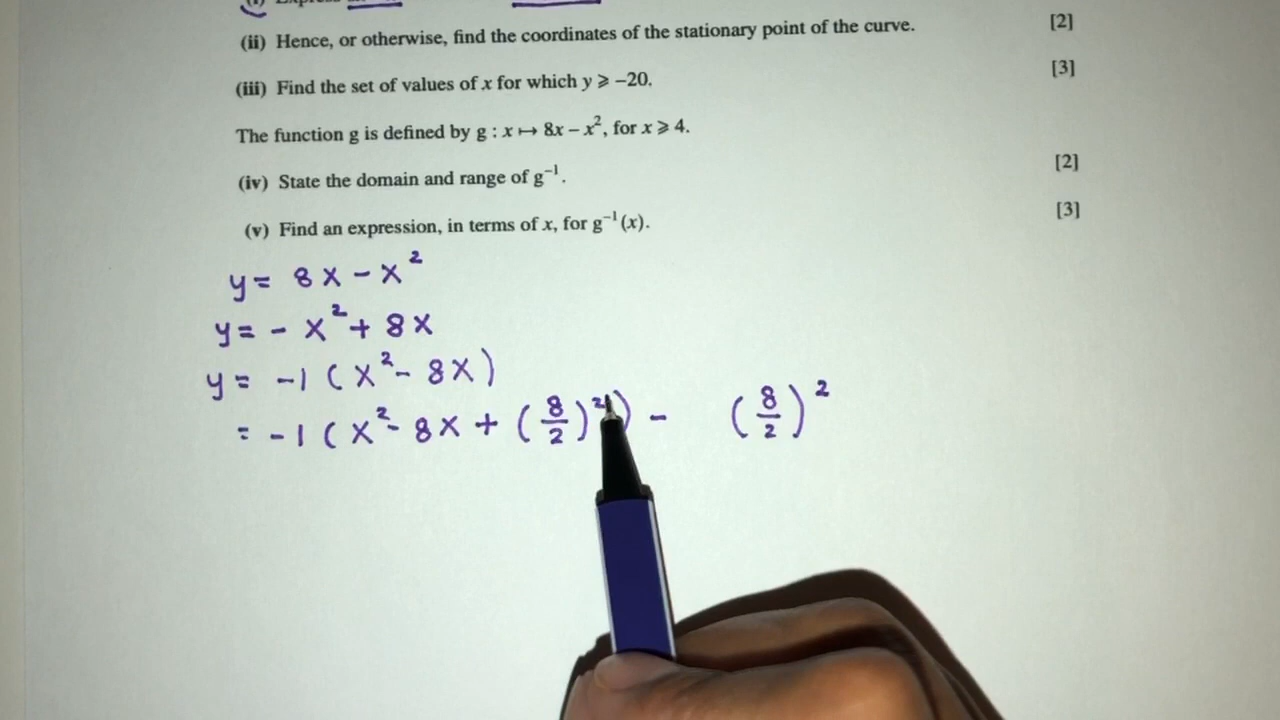 (i)
(ii) Hence, or otherwise, find the coordinates of the stationary point of the curve. [2]
(iii) Find the set of values of x for which y ⩾ −20. [3]
The function g is defined by g : x ↦ 8x − x², for x ⩾ 4.
(iv) State the domain and range of g⁻¹. [2]
(v) Find an expression, in terms of x, for g⁻¹(x). [3]
y = 8x − x²
y = − x² + 8x
y = −1 (x² − 8x)
= −1 (x² − 8x + (8/2)²) − (8/2)²